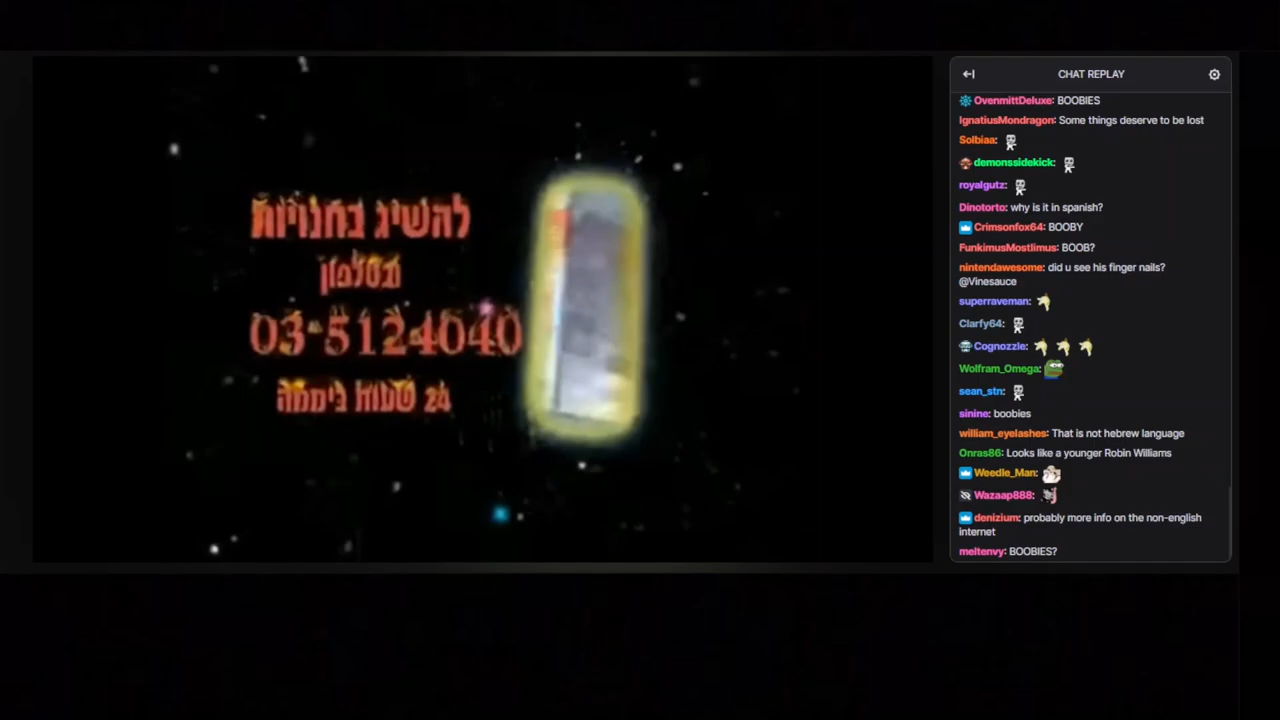 להשיג בחנויות
בטלפון
03-5124040
24 שעות ביממה
CHAT REPLAY
OvenmittDeluxe: BOOBIES
IgnatiusMondragon: Some things deserve to be lost
Solbiaa:
demonssidekick:
royalgutz:
Dinotorto: why is it in spanish?
Crimsonfox64: BOOBY
FunkimusMostlimus: BOOB?
nintendawesome: did u see his finger nails?
@Vinesauce
superraveman:
Clarfy64:
Cognozzle:
Wolfram_Omega:
sean_stn:
sinine: boobies
william_eyelashes: That is not hebrew language
Onras86: Looks like a younger Robin Williams
Weedle_Man:
Wazaap888:
denizium: probably more info on the non-english
internet
meltenvy: BOOBIES?